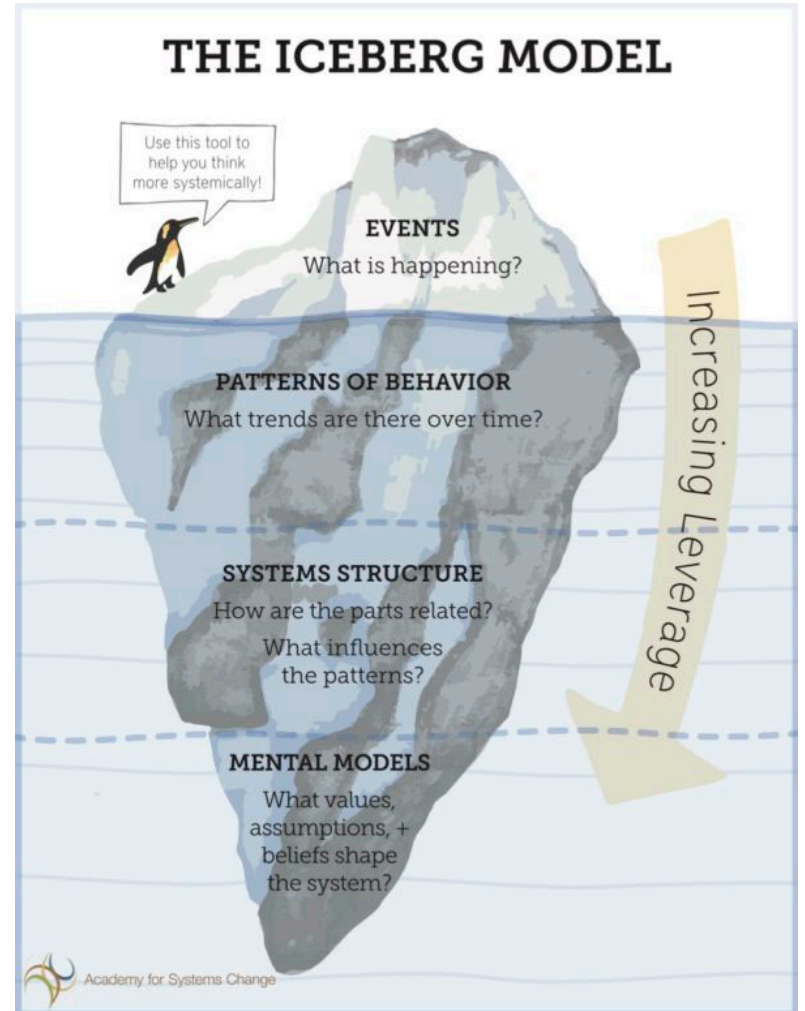 THE ICEBERG MODEL
Use this tool to
help you think
more systemically!
EVENTS
What is happening?
Increasing Leverage
PATTERNS OF BEHAVIOR
What trends are there over time?
SYSTEMS STRUCTURE
How are the parts related?
What influences
the patterns?
MENTAL MODELS
What values,
assumptions, +
beliefs shape
the system?
Academy for Systems Change